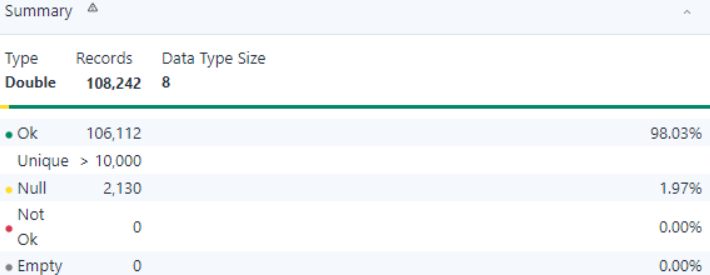 Summary
Type Records Data Type Size
Double 108,242 8
Ok 106,112 98.03%
Unique > 10,000
Null 2,130 1.97%
Not
Ok 0 0.00%
Empty 0 0.00%